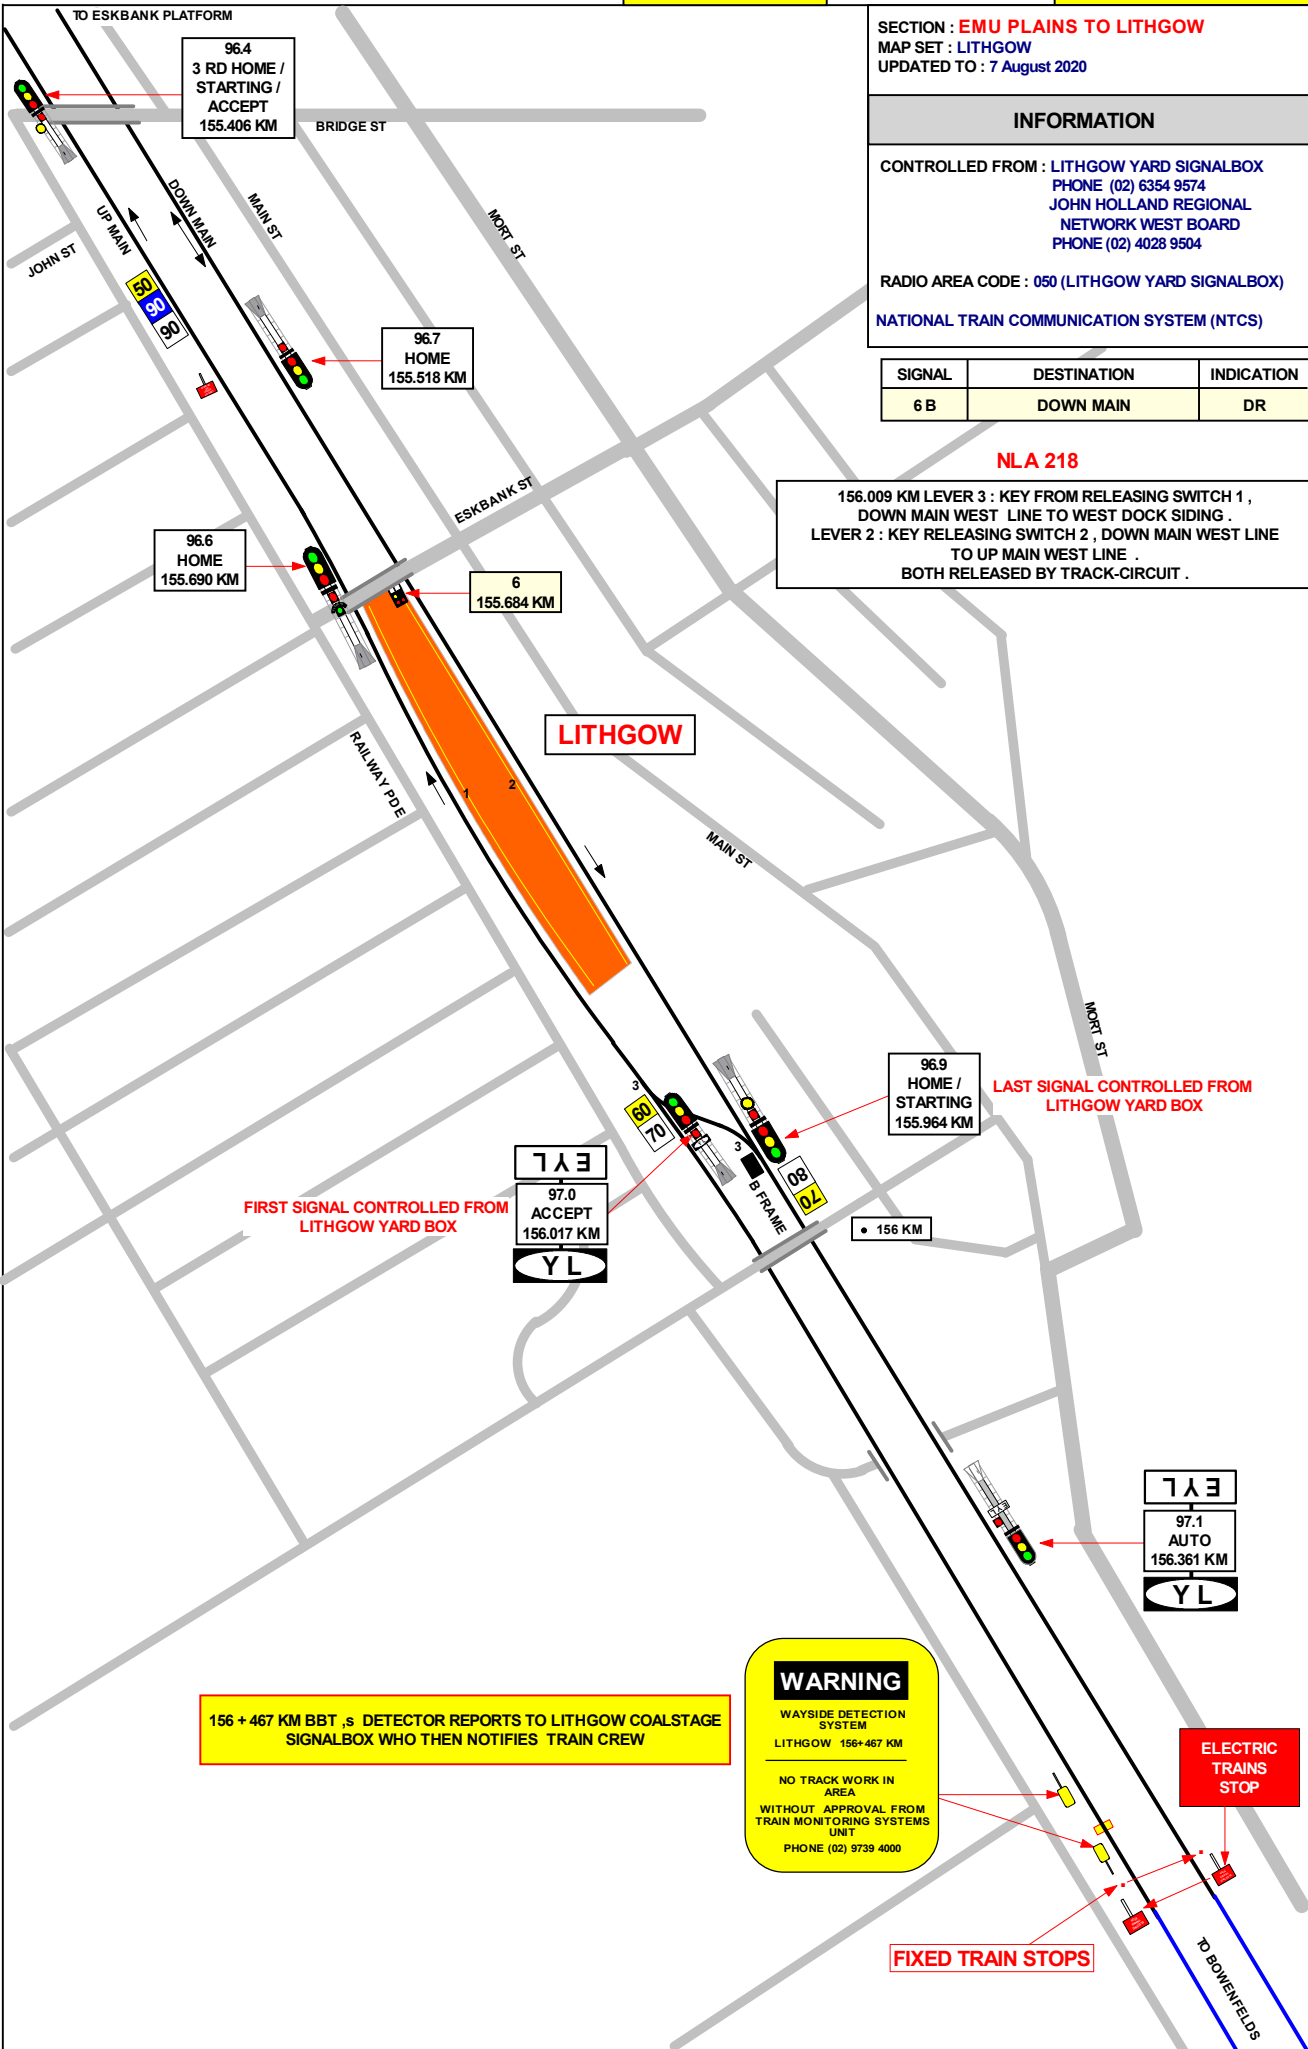 TO ESKBANK PLATFORM
SECTION : EMU PLAINS TO LITHGOW
MAP SET : LITHGOW
UPDATED TO : 7 August 2020
INFORMATION
CONTROLLED FROM : LITHGOW YARD SIGNALBOX
PHONE (02) 6354 9574
JOHN HOLLAND REGIONAL
NETWORK WEST BOARD
PHONE (02) 4028 9504
RADIO AREA CODE : 050 (LITHGOW YARD SIGNALBOX)
NATIONAL TRAIN COMMUNICATION SYSTEM (NTCS)
SIGNAL DESTINATION INDICATION
6 B DOWN MAIN DR
NLA 218
156.009 KM LEVER 3 : KEY FROM RELEASING SWITCH 1 ,
DOWN MAIN WEST LINE TO WEST DOCK SIDING .
LEVER 2 : KEY RELEASING SWITCH 2 , DOWN MAIN WEST LINE
TO UP MAIN WEST LINE .
BOTH RELEASED BY TRACK-CIRCUIT .
96.4
3 RD HOME /
STARTING /
ACCEPT
155.406 KM
BRIDGE ST
UP MAIN
DOWN MAIN
MAIN ST
MORT ST
JOHN ST
50
90
90
96.7
HOME
155.518 KM
ESKBANK ST
96.6
HOME
155.690 KM
6
155.684 KM
LITHGOW
RAILWAY PDE
1
2
MAIN ST
MORT ST
96.9
HOME /
STARTING
155.964 KM
LAST SIGNAL CONTROLLED FROM
LITHGOW YARD BOX
3
60
70
3
B FRAME
80
70
EYL
97.0
ACCEPT
156.017 KM
Y L
FIRST SIGNAL CONTROLLED FROM
LITHGOW YARD BOX
156 KM
EYL
97.1
AUTO
156.361 KM
Y L
156 + 467 KM BBT ,s DETECTOR REPORTS TO LITHGOW COALSTAGE
SIGNALBOX WHO THEN NOTIFIES TRAIN CREW
WARNING
WAYSIDE DETECTION
SYSTEM
LITHGOW 156+467 KM
NO TRACK WORK IN
AREA
WITHOUT APPROVAL FROM
TRAIN MONITORING SYSTEMS
UNIT
PHONE (02) 9739 4000
ELECTRIC
TRAINS
STOP
FIXED TRAIN STOPS
TO BOWENFELDS